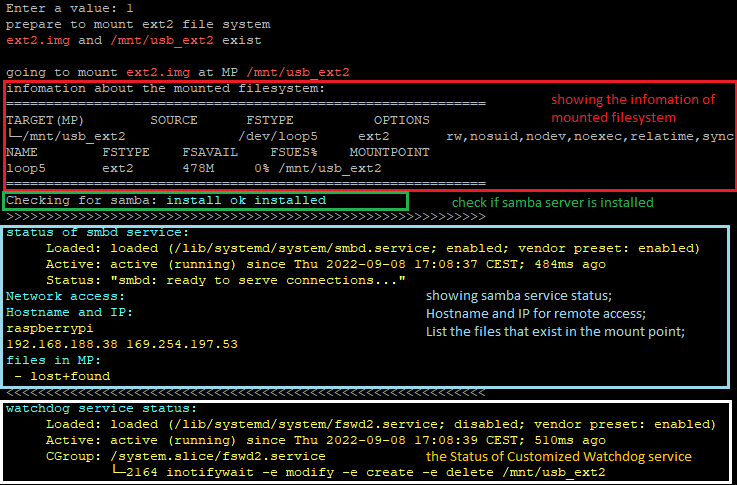 Enter a value: 1
prepare to mount ext2 file system
ext2.img and /mnt/usb_ext2 exist
going to mount ext2.img at MP /mnt/usb_ext2
infomation about the mounted filesystem:
============================================================
showing the infomation of
mounted filesystem
TARGET(MP) SOURCE FSTYPE OPTIONS
└─/mnt/usb_ext2 /dev/loop5 ext2 rw,nosuid,nodev,noexec,relatime,sync
NAME FSTYPE FSAVAIL FSUES% MOUNTPOINT
loop5 ext2 478M 0% /mnt/usb_ext2
============================================================
Checking for samba: install ok installed
check if samba server is installed
>>>>>>>>>>>>>>>>>>>>>>>>>>>>>>>>>>>>>>>>>>>>>>>>>>>>>>>>>>>>
status of smbd service:
Loaded: loaded (/lib/systemd/system/smbd.service; enabled; vendor preset: enabled)
Active: active (running) since Thu 2022-09-08 17:08:37 CEST; 484ms ago
Status: "smbd: ready to serve connections..."
Network access:
Hostname and IP:
raspberrypi
192.168.188.38 169.254.197.53
files in MP:
- lost+found
showing samba service status;
Hostname and IP for remote access;
List the files that exist in the mount point;
<<<<<<<<<<<<<<<<<<<<<<<<<<<<<<<<<<<<<<<<<<<<<<<<<<<<<<<<<<<<
watchdog service status:
Loaded: loaded (/lib/systemd/system/fswd2.service; disabled; vendor preset: enabled)
Active: active (running) since Thu 2022-09-08 17:08:39 CEST; 510ms ago
CGroup: /system.slice/fswd2.service
└─2164 inotifywait -e modify -e create -e delete /mnt/usb_ext2
the Status of Customized Watchdog service